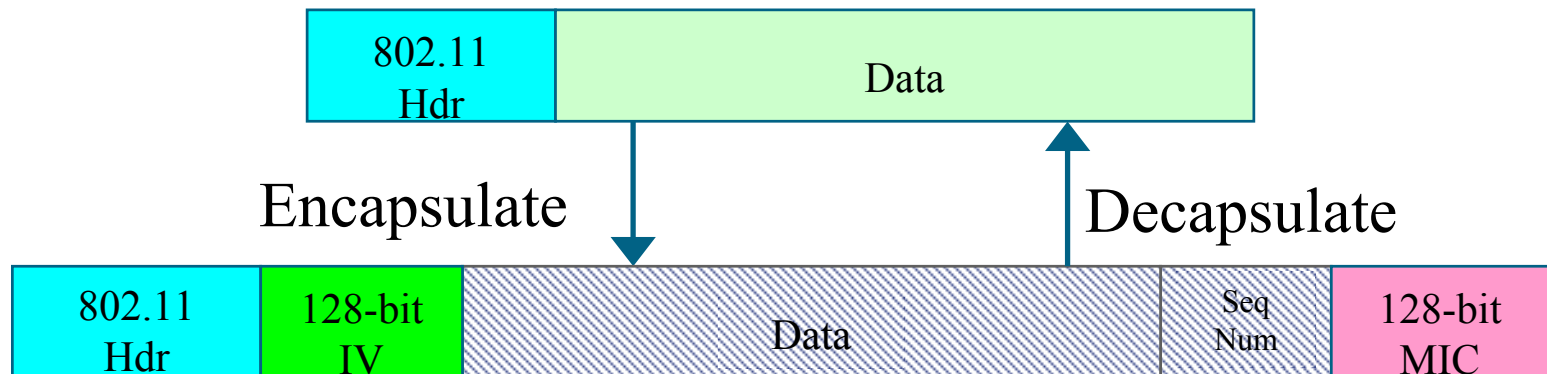 802.11
Hdr
Data
Encapsulate
Decapsulate
802.11
Hdr
128-bit
IV
Data
Seq
Num
128-bit
MIC